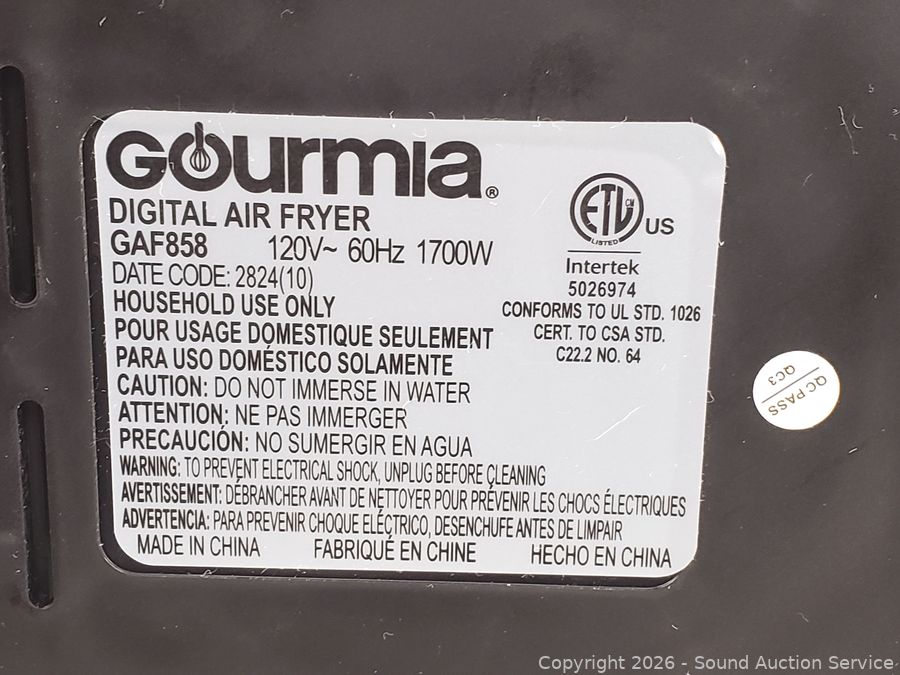 Gourmia®
DIGITAL AIR FRYER
GAF858 120V~ 60Hz 1700W
DATE CODE: 2824(10)
HOUSEHOLD USE ONLY
POUR USAGE DOMESTIQUE SEULEMENT
PARA USO DOMÉSTICO SOLAMENTE
CAUTION: DO NOT IMMERSE IN WATER
ATTENTION: NE PAS IMMERGER
PRECAUCIÓN: NO SUMERGIR EN AGUA
WARNING: TO PREVENT ELECTRICAL SHOCK, UNPLUG BEFORE CLEANING
AVERTISSEMENT: DÉBRANCHER AVANT DE NETTOYER POUR PRÉVENIR LES CHOCS ÉLECTRIQUES
ADVERTENCIA: PARA PREVENIR CHOQUE ELÉCTRICO, DESENCHUFE ANTES DE LIMPIAR
MADE IN CHINA FABRIQUÉ EN CHINE HECHO EN CHINA
ETL CM US
LISTED
Intertek
5026974
CONFORMS TO UL STD. 1026
CERT. TO CSA STD.
C22.2 NO. 64
QC PASS
QC3
Copyright 2026 - Sound Auction Service